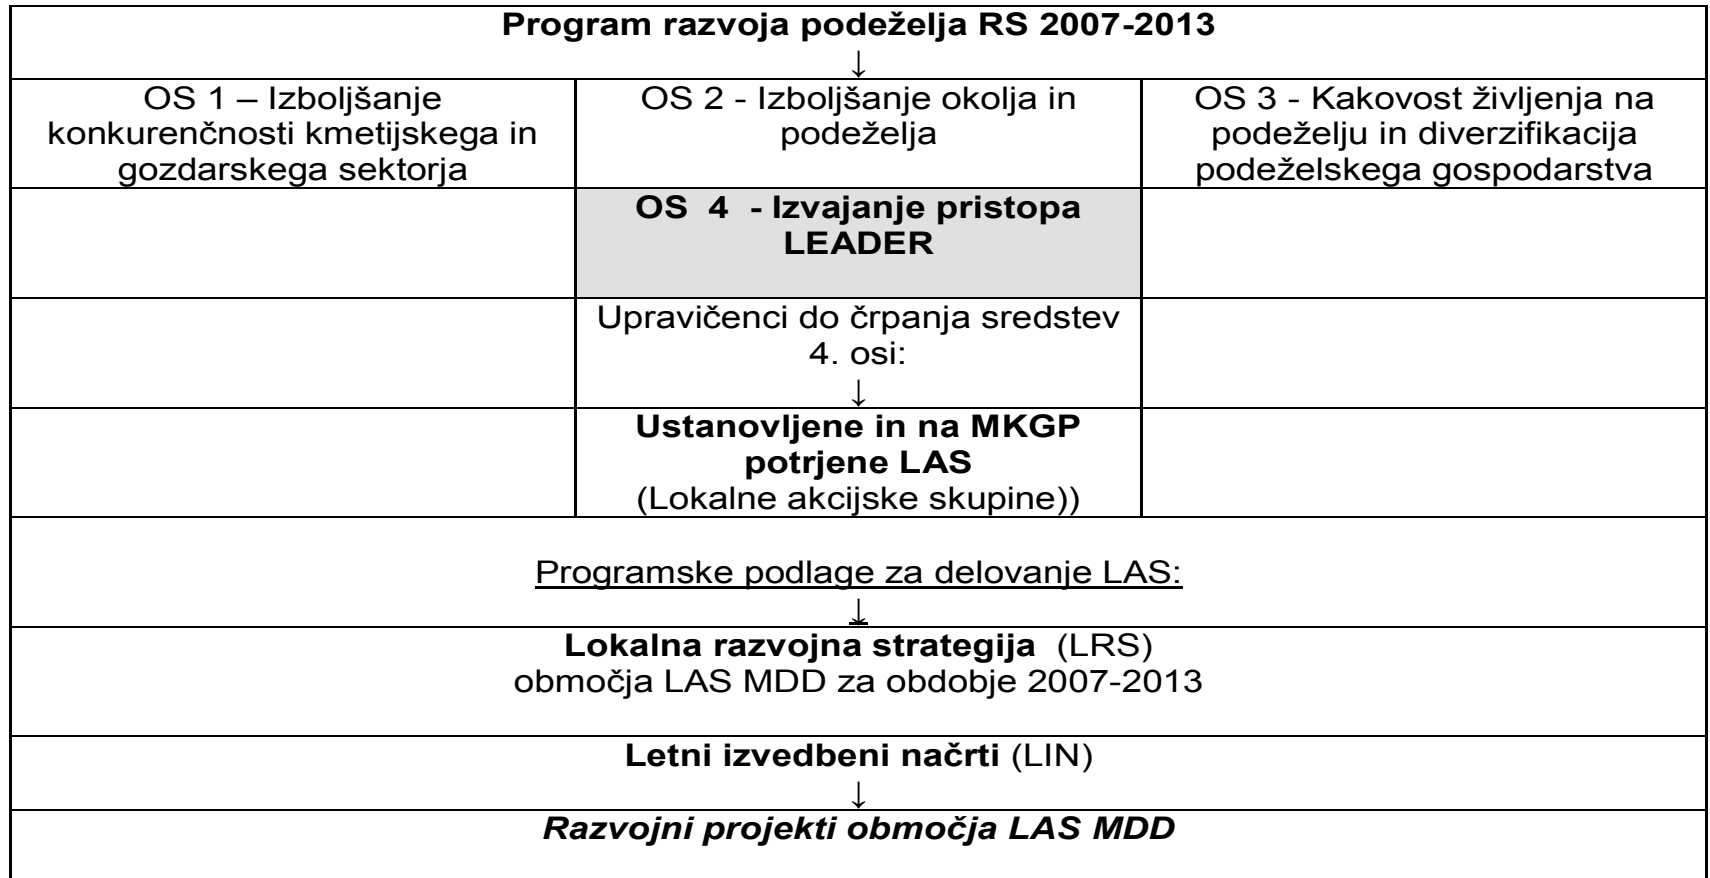 Program razvoja podeželja RS 2007-2013
↓
OS 1 – Izboljšanje
konkurenčnosti kmetijskega in
gozdarskega sektorja
OS 2 - Izboljšanje okolja in
podeželja
OS 3 - Kakovost življenja na
podeželju in diverzifikacija
podeželskega gospodarstva
OS 4 - Izvajanje pristopa
LEADER
Upravičenci do črpanja sredstev
4. osi:
↓
Ustanovljene in na MKGP
potrjene LAS
(Lokalne akcijske skupine))
Programske podlage za delovanje LAS:
↓
Lokalna razvojna strategija (LRS)
območja LAS MDD za obdobje 2007-2013
Letni izvedbeni načrti (LIN)
↓
Razvojni projekti območja LAS MDD